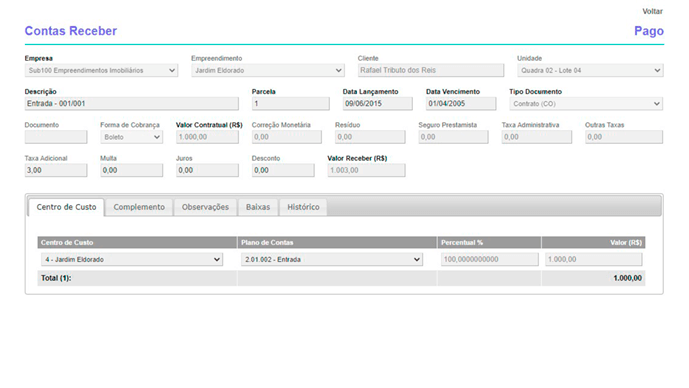 Voltar
Contas Receber Pago
Empresa Empreendimento Cliente Unidade
Sub100 Empreendimentos Imobiliários Jardim Eldorado Rafael Tributo dos Reis Quadra 02 - Lote 04
Descrição Parcela Data Lançamento Data Vencimento Tipo Documento
Entrada - 001/001 1 09/06/2015 01/04/2005 Contrato (CO)
Documento Forma de Cobrança Valor Contratual (R$) Correção Monetária Resíduo Seguro Prestamista Taxa Administrativa Outras Taxas
Boleto 1.000,00 0,00 0,00 0,00 0,00 0,00
Taxa Adicional Multa Juros Desconto Valor Receber (R$)
3,00 0,00 0,00 0,00 1.003,00
Centro de Custo Complemento Observações Baixas Histórico
Centro de Custo Plano de Contas Percentual % Valor (R$)
4 - Jardim Eldorado 2.01.002 - Entrada 100,0000000000 1.000,00
Total (1): 1.000,00